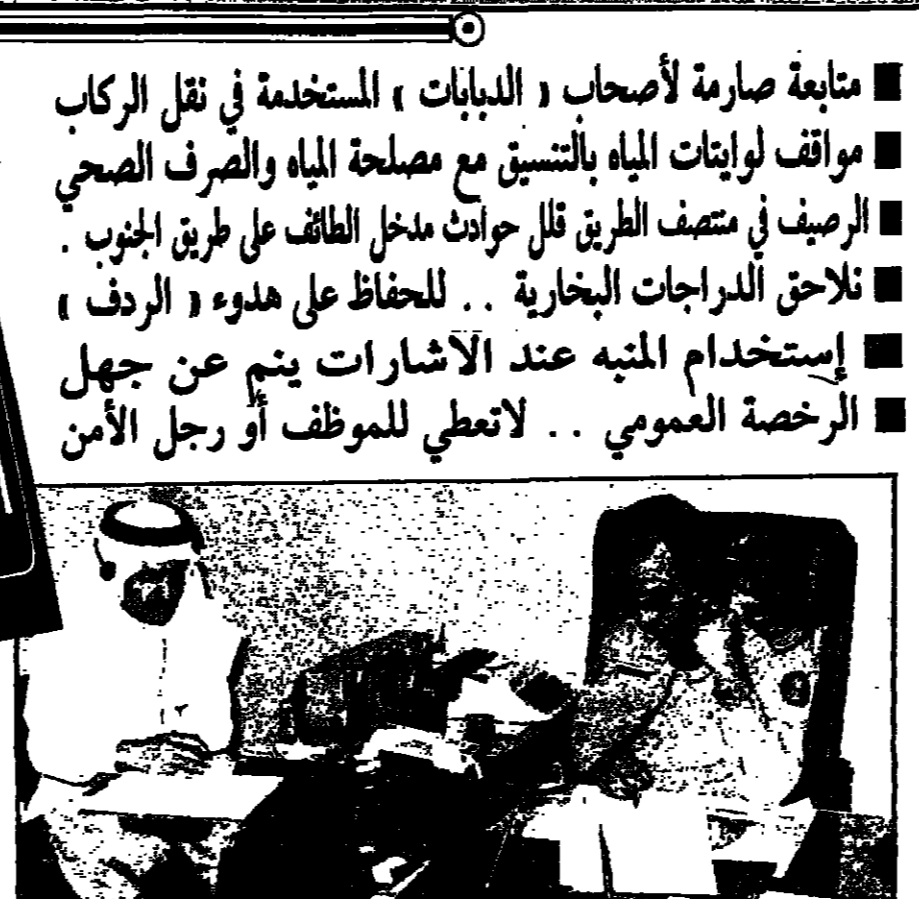 ■ متابعة صارمة لأصحاب « الدبابات » المستخدمة في نقل الركاب
■ مواقف لوايتات المياه بالتنسيق مع مصلحة المياه والصرف الصحي
■ الرصيف في منتصف الطريق قلل حوادث مدخل الطائف على طريق الجنوب .
■ نلاحق الدراجات البخارية . . للحفاظ على هدوء « الردف »
■ إستخدام المنبه عند الاشارات ينم عن جهل
■ الرخصة العمومي . . لاتعطي للموظف أو رجل الأمن